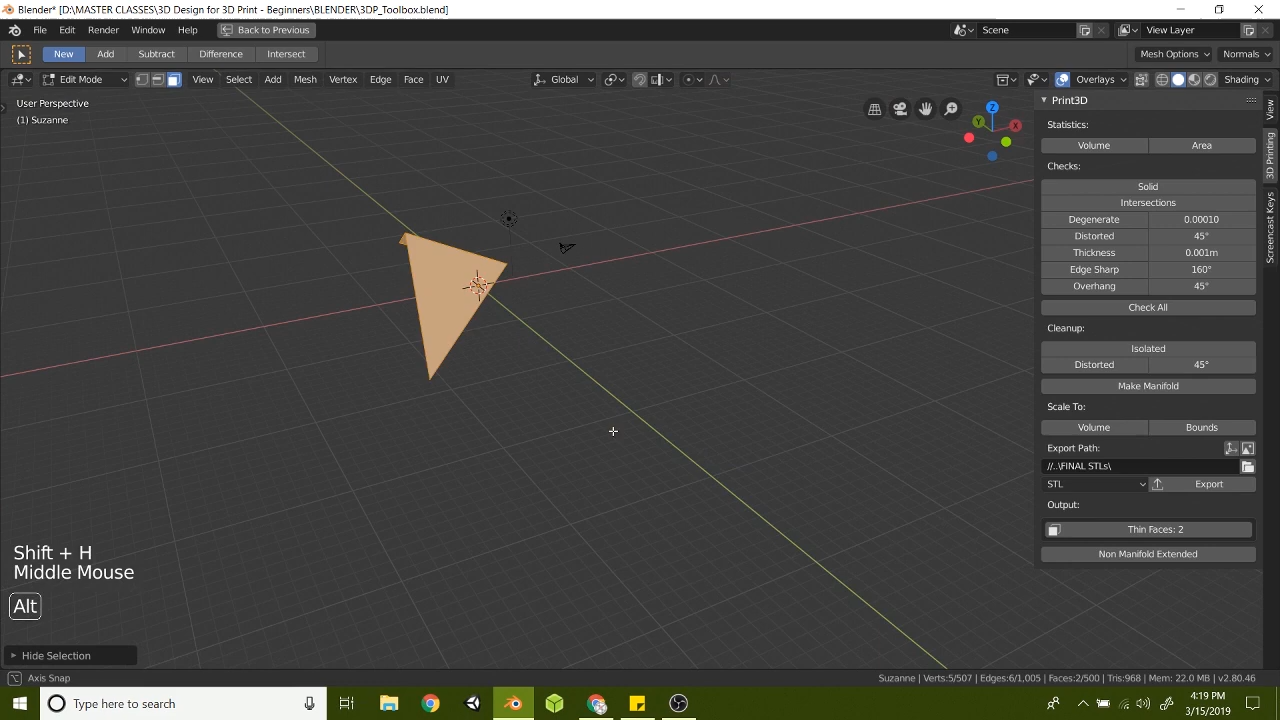 Blender* [D:\MASTER CLASSES\3D Design for 3D Print - Beginners\BLENDER\3DP_Toolbox.blend]
File Edit Render Window Help Back to Previous Scene View Layer
New Add Subtract Difference Intersect Mesh Options Normals
Edit Mode View Select Add Mesh Vertex Edge Face UV Global Overlays Shading
User Perspective
(1) Suzanne
Z
Y
X
Print3D
Statistics:
Volume Area
Checks:
Solid
Intersections
Degenerate 0.00010
Distorted 45°
Thickness 0.001m
Edge Sharp 160°
Overhang 45°
Check All
Cleanup:
Isolated
Distorted 45°
Make Manifold
Scale To:
Volume Bounds
Export Path:
//..\FINAL STLs\
STL Export
Output:
Thin Faces: 2
Non Manifold Extended
View
3D Printing
Screencast Keys
Shift + H
Middle Mouse
Alt
Hide Selection
Axis Snap
Suzanne | Verts:5/507 | Edges:6/1,005 | Faces:2/500 | Tris:968 | Mem: 22.0 MB | v2.80.46
Type here to search
4:19 PM
3/15/2019